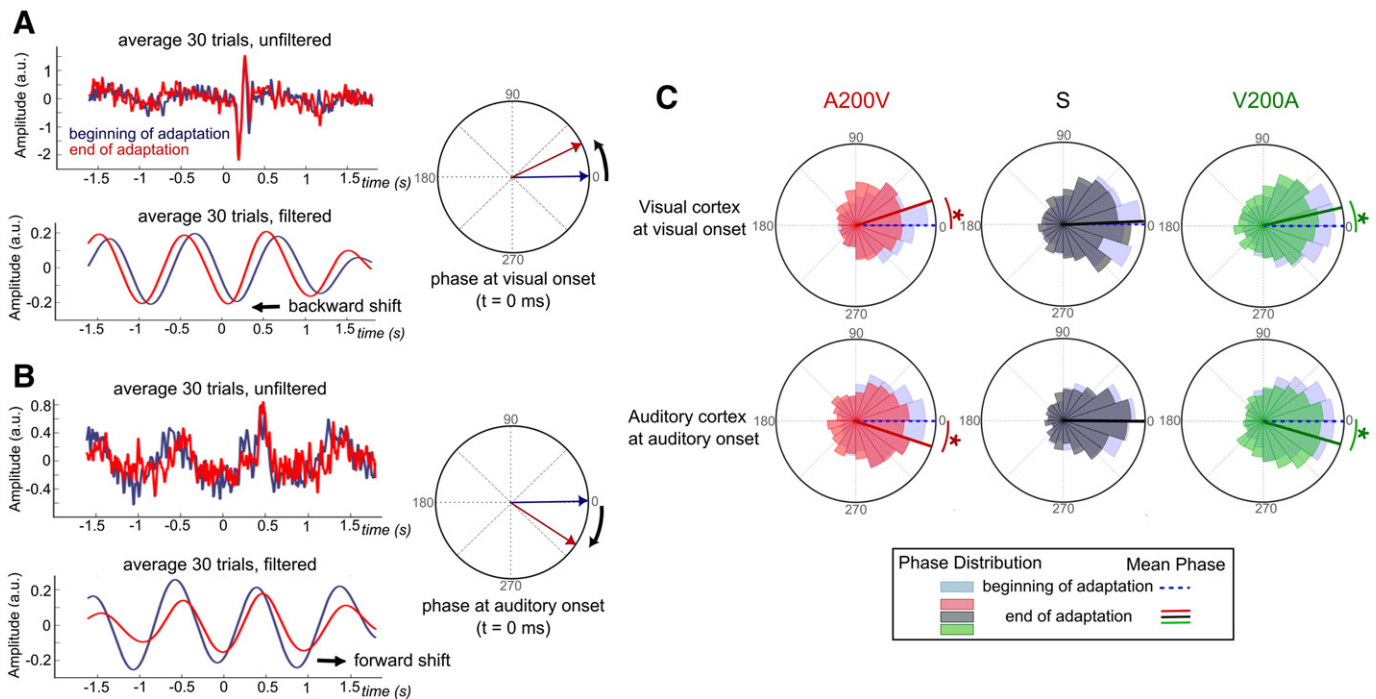 A
average 30 trials, unfiltered
Amplitude (a.u.)
1
0
-1
-2
beginning of adaptation
end of adaptation
-1.5 -1 -0.5 0 0.5 1 1.5 time (s)
average 30 trials, filtered
Amplitude (a.u.)
0.2
0
-0.2
backward shift
-1.5 -1 -0.5 0 0.5 1 1.5 time (s)
90
180
0
270
phase at visual onset
(t = 0 ms)
B
average 30 trials, unfiltered
Amplitude (a.u.)
0.8
0.4
0
-0.4
-1.5 -1 -0.5 0 0.5 1 1.5 time (s)
average 30 trials, filtered
Amplitude (a.u.)
0.2
0
-0.2
forward shift
-1.5 -1 -0.5 0 0.5 1 1.5 time (s)
90
180
0
270
phase at auditory onset
(t = 0 ms)
C
A200V S V200A
Visual cortex
at visual onset
90 90 90
180 0 * 180 0 180 0 *
270 270 270
Auditory cortex
at auditory onset
90 90 90
180 0 * 180 0 180 0 *
270 270 270
Phase Distribution Mean Phase
beginning of adaptation
end of adaptation